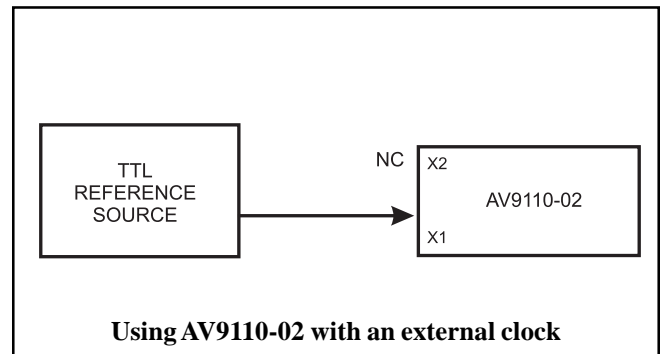 TTL
REFERENCE
SOURCE
NC
X2
AV9110-02
X1
Using AV9110-02 with an external clock